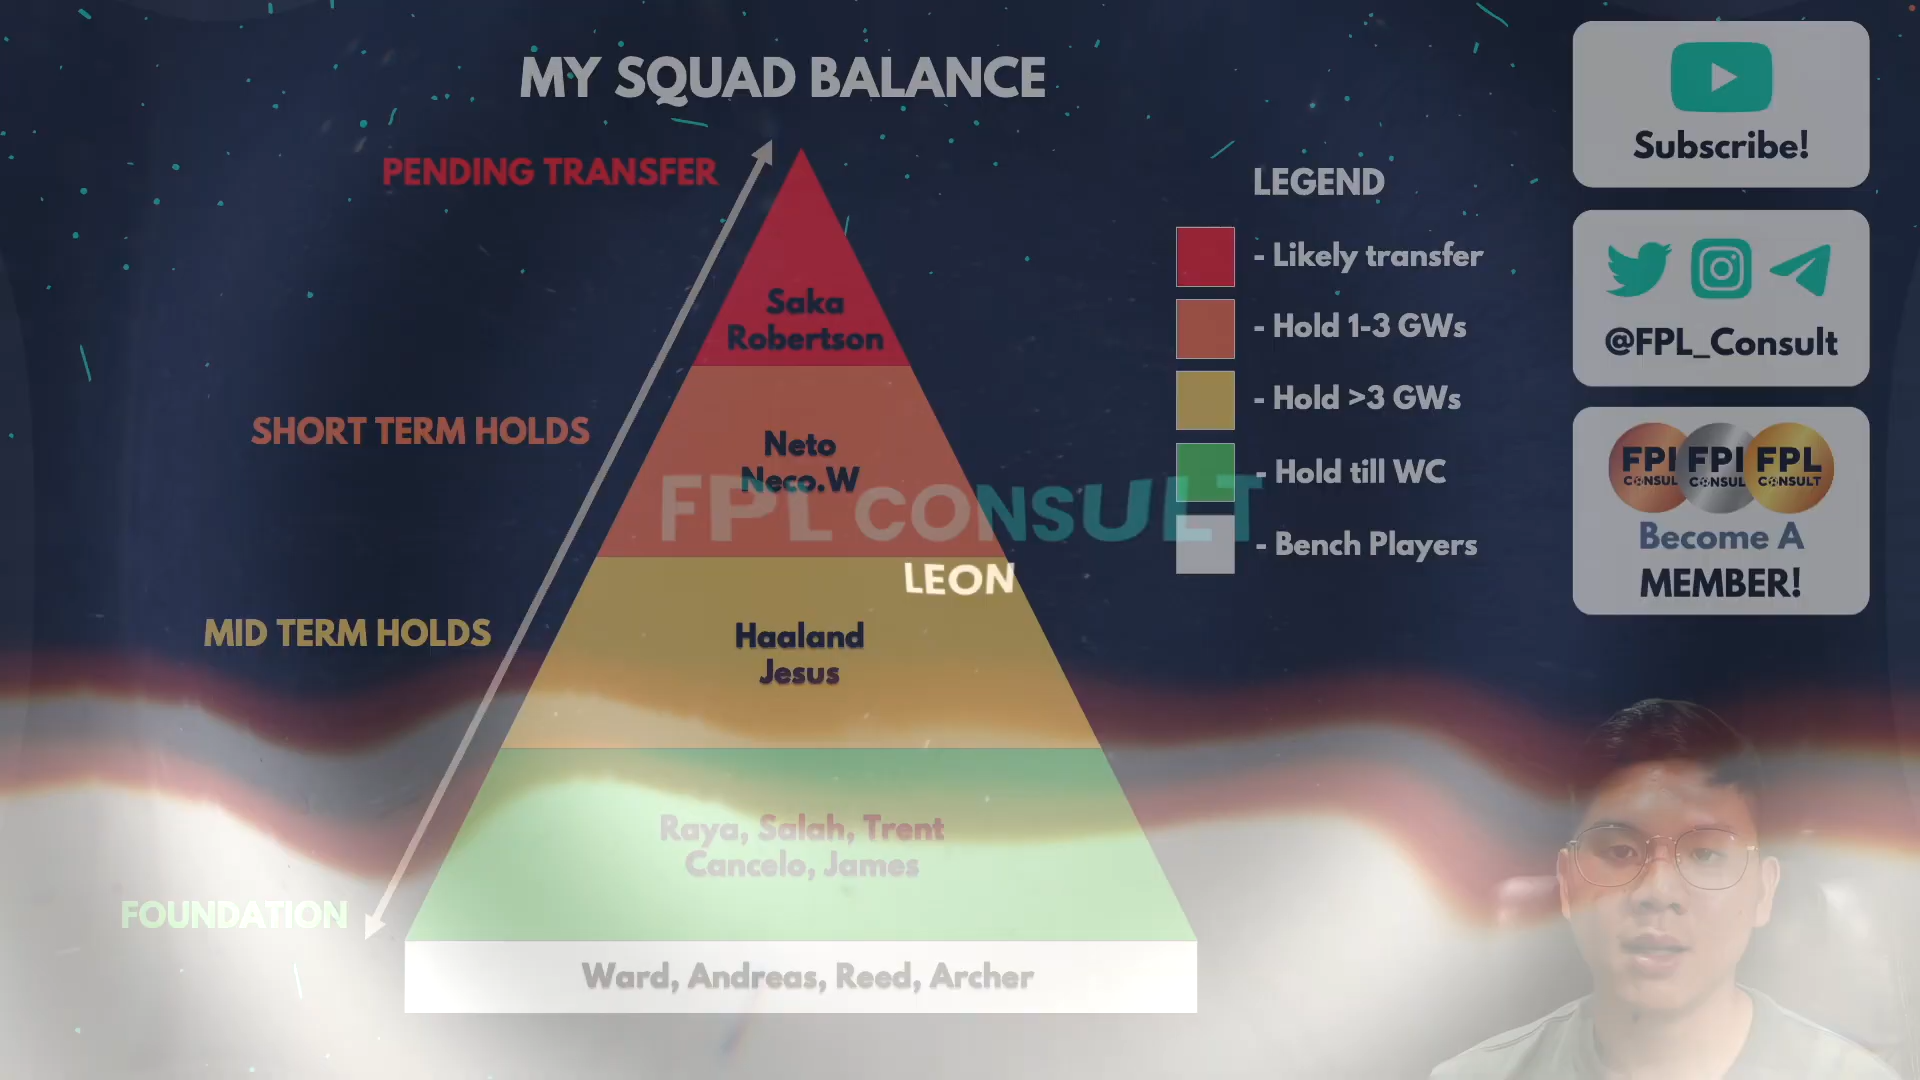 MY SQUAD BALANCE
PENDING TRANSFER
Saka
Robertson
SHORT TERM HOLDS
Neto
Neco.W
FPL CONSULT
LEON
MID TERM HOLDS
Haaland
Jesus
Raya, Salah, Trent
Cancelo, James
FOUNDATION
Ward, Andreas, Reed, Archer
LEGEND
- Likely transfer
- Hold 1-3 GWs
- Hold >3 GWs
- Hold till WC
- Bench Players
Subscribe!
@FPL_Consult
FPL FPL FPL
CONSULT CONSULT CONSULT
Become A
MEMBER!